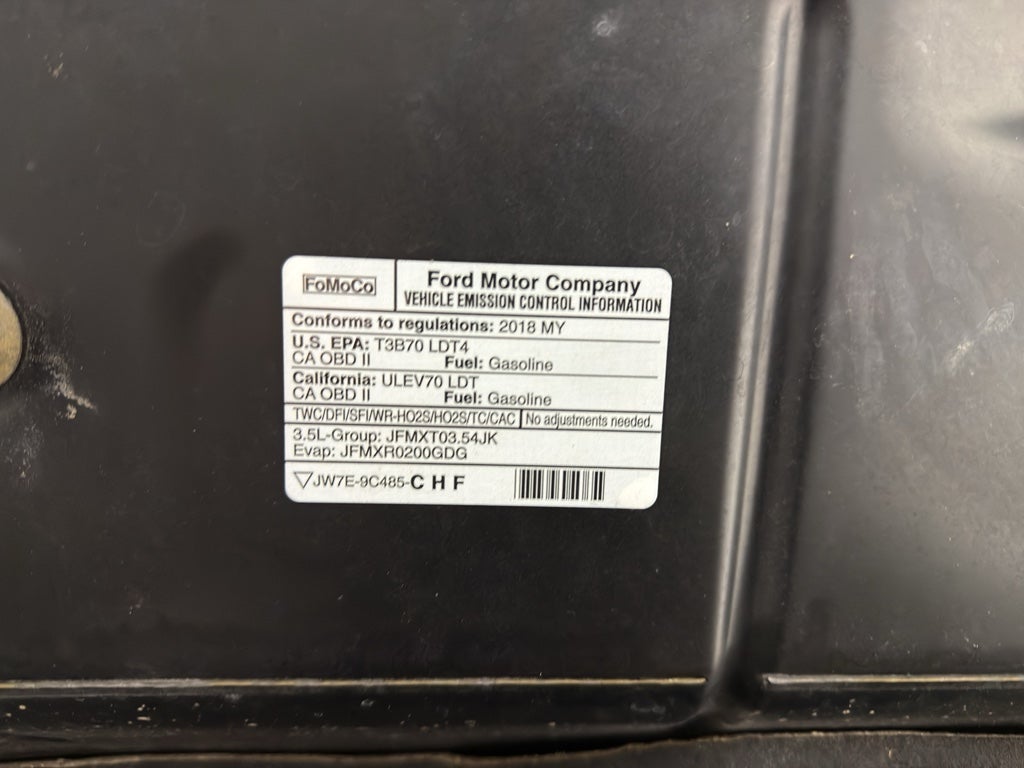 FoMoCo
Ford Motor Company
VEHICLE EMISSION CONTROL INFORMATION
Conforms to regulations: 2018 MY
U.S. EPA: T3B70 LDT4
CA OBD II Fuel: Gasoline
California: ULEV70 LDT
CA OBD II Fuel: Gasoline
TWC/DFI/SFI/WR-HO2S/HO2S/TC/CAC No adjustments needed.
3.5L-Group: JFMXT03.54JK
Evap: JFMXR0200GDG
JW7E-9C485-C H F